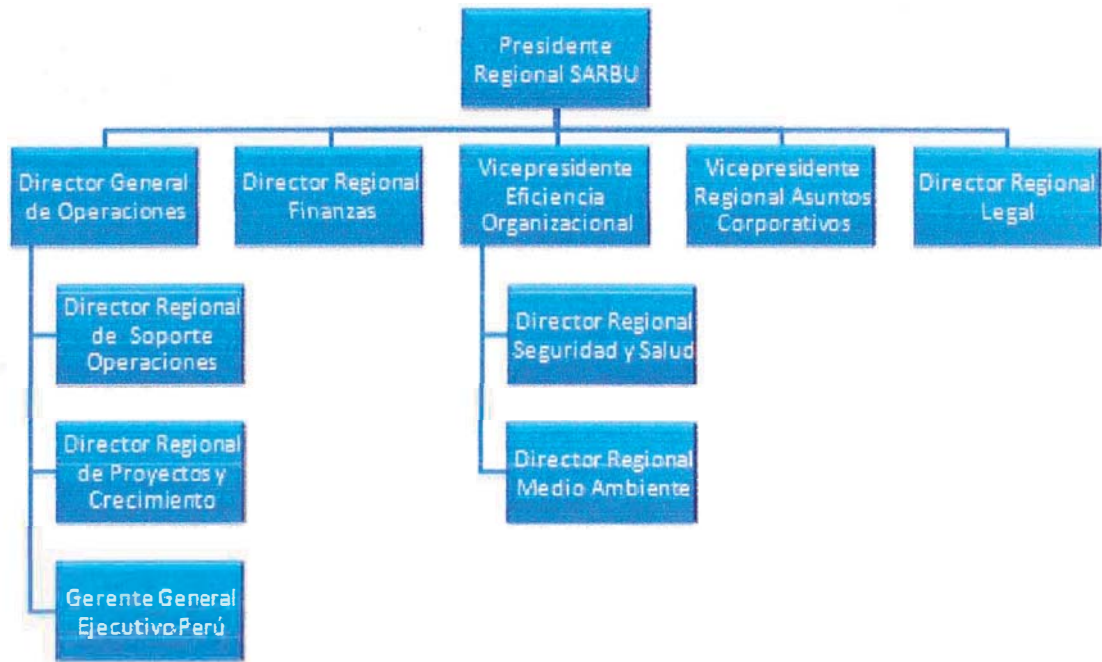 Presidente
Regional SARBU
Director General
de Operaciones
Director Regional
Finanzas
Vicepresidente
Eficiencia
Organizacional
Vicepresidente
Regional Asuntos
Corporativos
Director Regional
Legal
Director Regional
de Soporte
Operaciones
Director Regional
de Proyectos y
Crecimiento
Gerente General
Ejecutivo Perú
Director Regional
Seguridad y Salud
Director Regional
Medio Ambiente